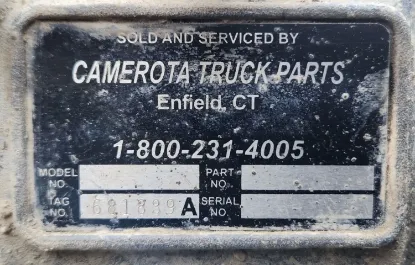 SOLD AND SERVICED BY
CAMEROTA TRUCK PARTS
Enfield, CT
1-800-231-4005
MODEL NO. PART NO.
TAG NO. A SERIAL NO.